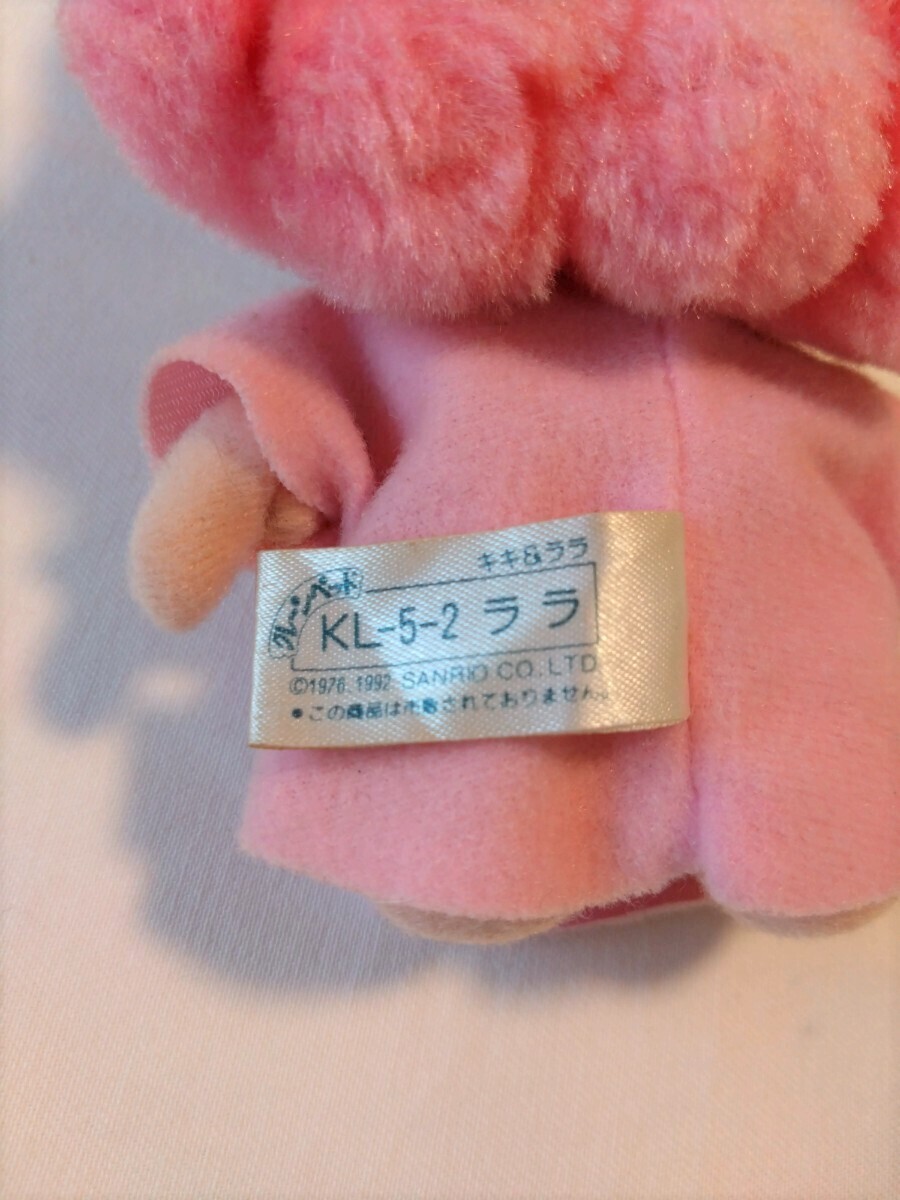 キキ&ララ
クレーンペット
KL-5-2 ララ
©1976.1992 SANRIO CO.LTD
●この商品は市販されておりません。